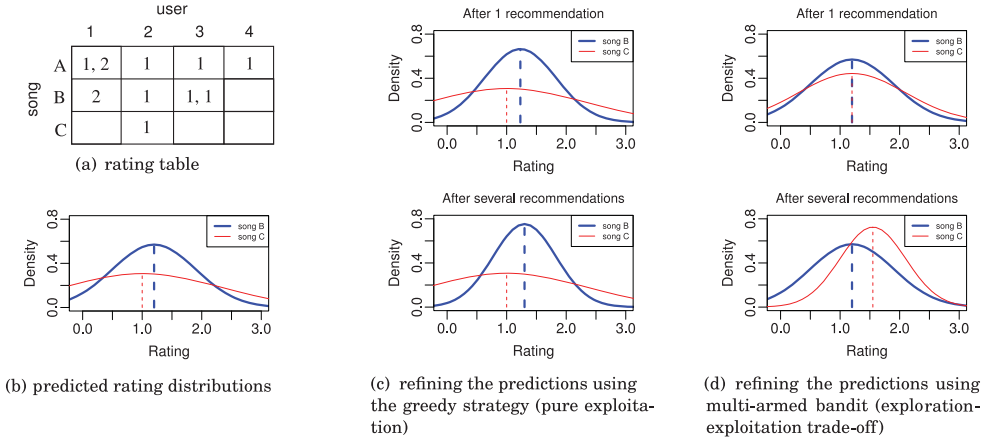 user
1 2 3 4
song
A 1, 2 1 1 1
B 2 1 1, 1
C 1
(a) rating table
Density
0.0 0.4 0.8
song B
song C
0.0 1.0 2.0 3.0
Rating
(b) predicted rating distributions
After 1 recommendation
Density
0.0 0.4 0.8
song B
song C
0.0 1.0 2.0 3.0
Rating
After several recommendations
Density
0.0 0.4 0.8
song B
song C
0.0 1.0 2.0 3.0
Rating
(c) refining the predictions using
the greedy strategy (pure exploita-
tion)
After 1 recommendation
Density
0.0 0.4 0.8
song B
song C
0.0 1.0 2.0 3.0
Rating
After several recommendations
Density
0.0 0.4 0.8
song B
song C
0.0 1.0 2.0 3.0
Rating
(d) refining the predictions using
multi-armed bandit (exploration-
exploitation trade-off)